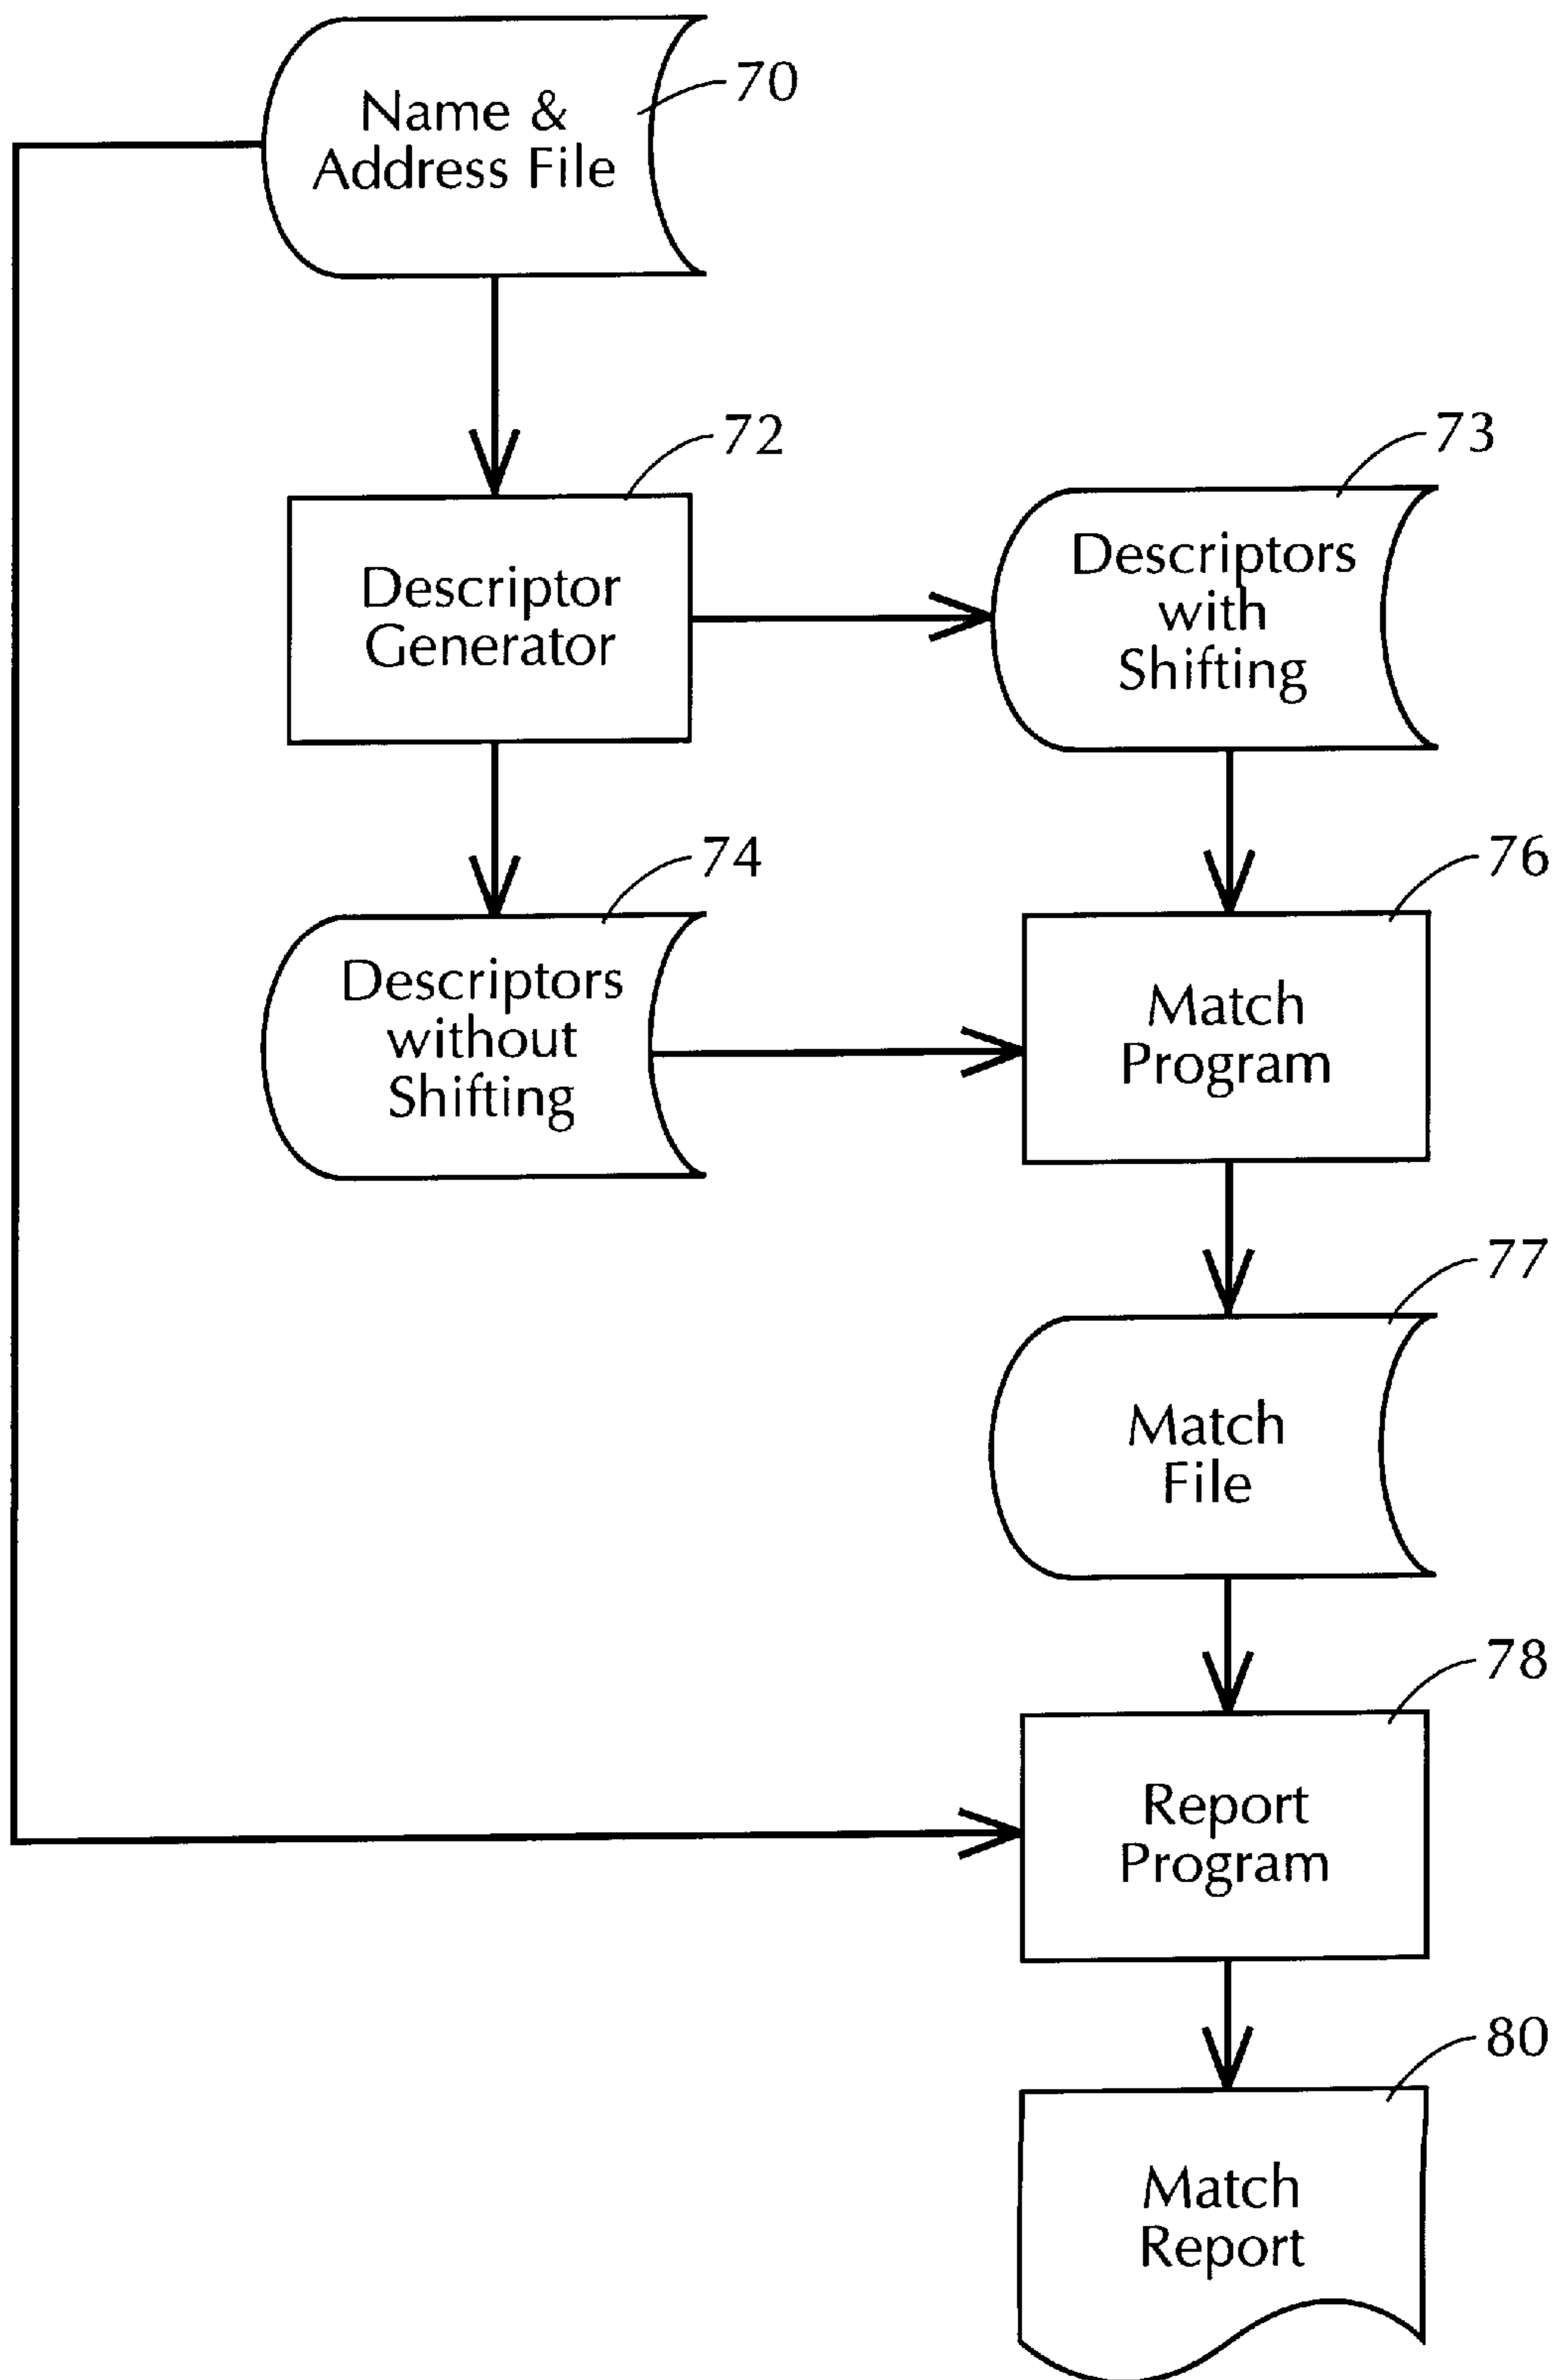 70
Name &
Address File
72
73
Descriptor
Generator
Descriptors
with
Shifting
74
76
Descriptors
without
Shifting
Match
Program
77
Match
File
78
Report
Program
80
Match
Report